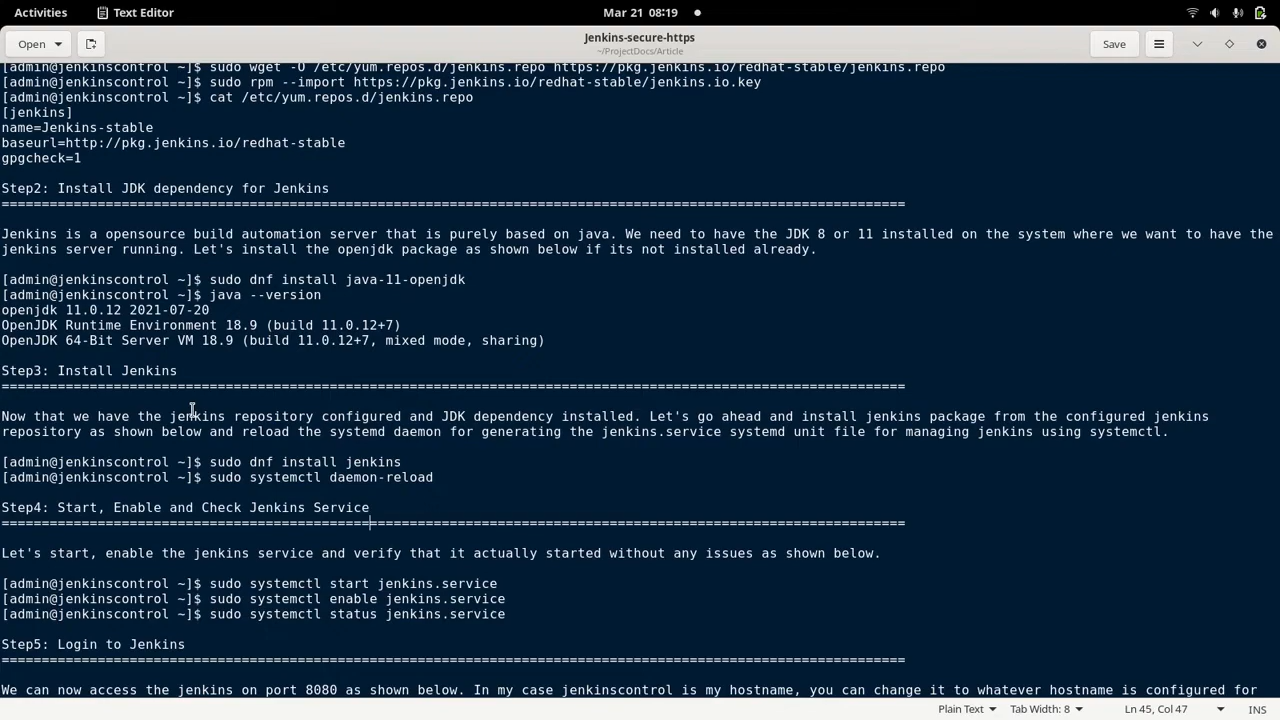 Activities
Text Editor
Mar 21 08:19
Open
Jenkins-secure-https
~/ProjectDocs/Article
Save
[admin@jenkinscontrol ~]$ sudo wget -O /etc/yum.repos.d/jenkins.repo https://pkg.jenkins.io/redhat-stable/jenkins.repo
[admin@jenkinscontrol ~]$ sudo rpm --import https://pkg.jenkins.io/redhat-stable/jenkins.io.key
[admin@jenkinscontrol ~]$ cat /etc/yum.repos.d/jenkins.repo
[jenkins]
name=Jenkins-stable
baseurl=http://pkg.jenkins.io/redhat-stable
gpgcheck=1
Step2: Install JDK dependency for Jenkins
=================================================================================================================
Jenkins is a opensource build automation server that is purely based on java. We need to have the JDK 8 or 11 installed on the system where we want to have the
jenkins server running. Let's install the openjdk package as shown below if its not installed already.
[admin@jenkinscontrol ~]$ sudo dnf install java-11-openjdk
[admin@jenkinscontrol ~]$ java --version
openjdk 11.0.12 2021-07-20
OpenJDK Runtime Environment 18.9 (build 11.0.12+7)
OpenJDK 64-Bit Server VM 18.9 (build 11.0.12+7, mixed mode, sharing)
Step3: Install Jenkins
=================================================================================================================
Now that we have the jenkins repository configured and JDK dependency installed. Let's go ahead and install jenkins package from the configured jenkins
repository as shown below and reload the systemd daemon for generating the jenkins.service systemd unit file for managing jenkins using systemctl.
[admin@jenkinscontrol ~]$ sudo dnf install jenkins
[admin@jenkinscontrol ~]$ sudo systemctl daemon-reload
Step4: Start, Enable and Check Jenkins Service
=================================================================================================================
Let's start, enable the jenkins service and verify that it actually started without any issues as shown below.
[admin@jenkinscontrol ~]$ sudo systemctl start jenkins.service
[admin@jenkinscontrol ~]$ sudo systemctl enable jenkins.service
[admin@jenkinscontrol ~]$ sudo systemctl status jenkins.service
Step5: Login to Jenkins
=================================================================================================================
We can now access the jenkins on port 8080 as shown below. In my case jenkinscontrol is my hostname, you can change it to whatever hostname is configured for
Plain Text
Tab Width: 8
Ln 45, Col 47
INS